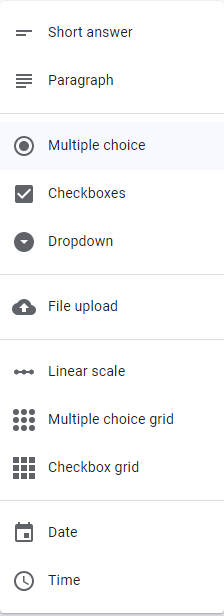 Short answer
Paragraph
Multiple choice
Checkboxes
Dropdown
File upload
Linear scale
Multiple choice grid
Checkbox grid
Date
Time